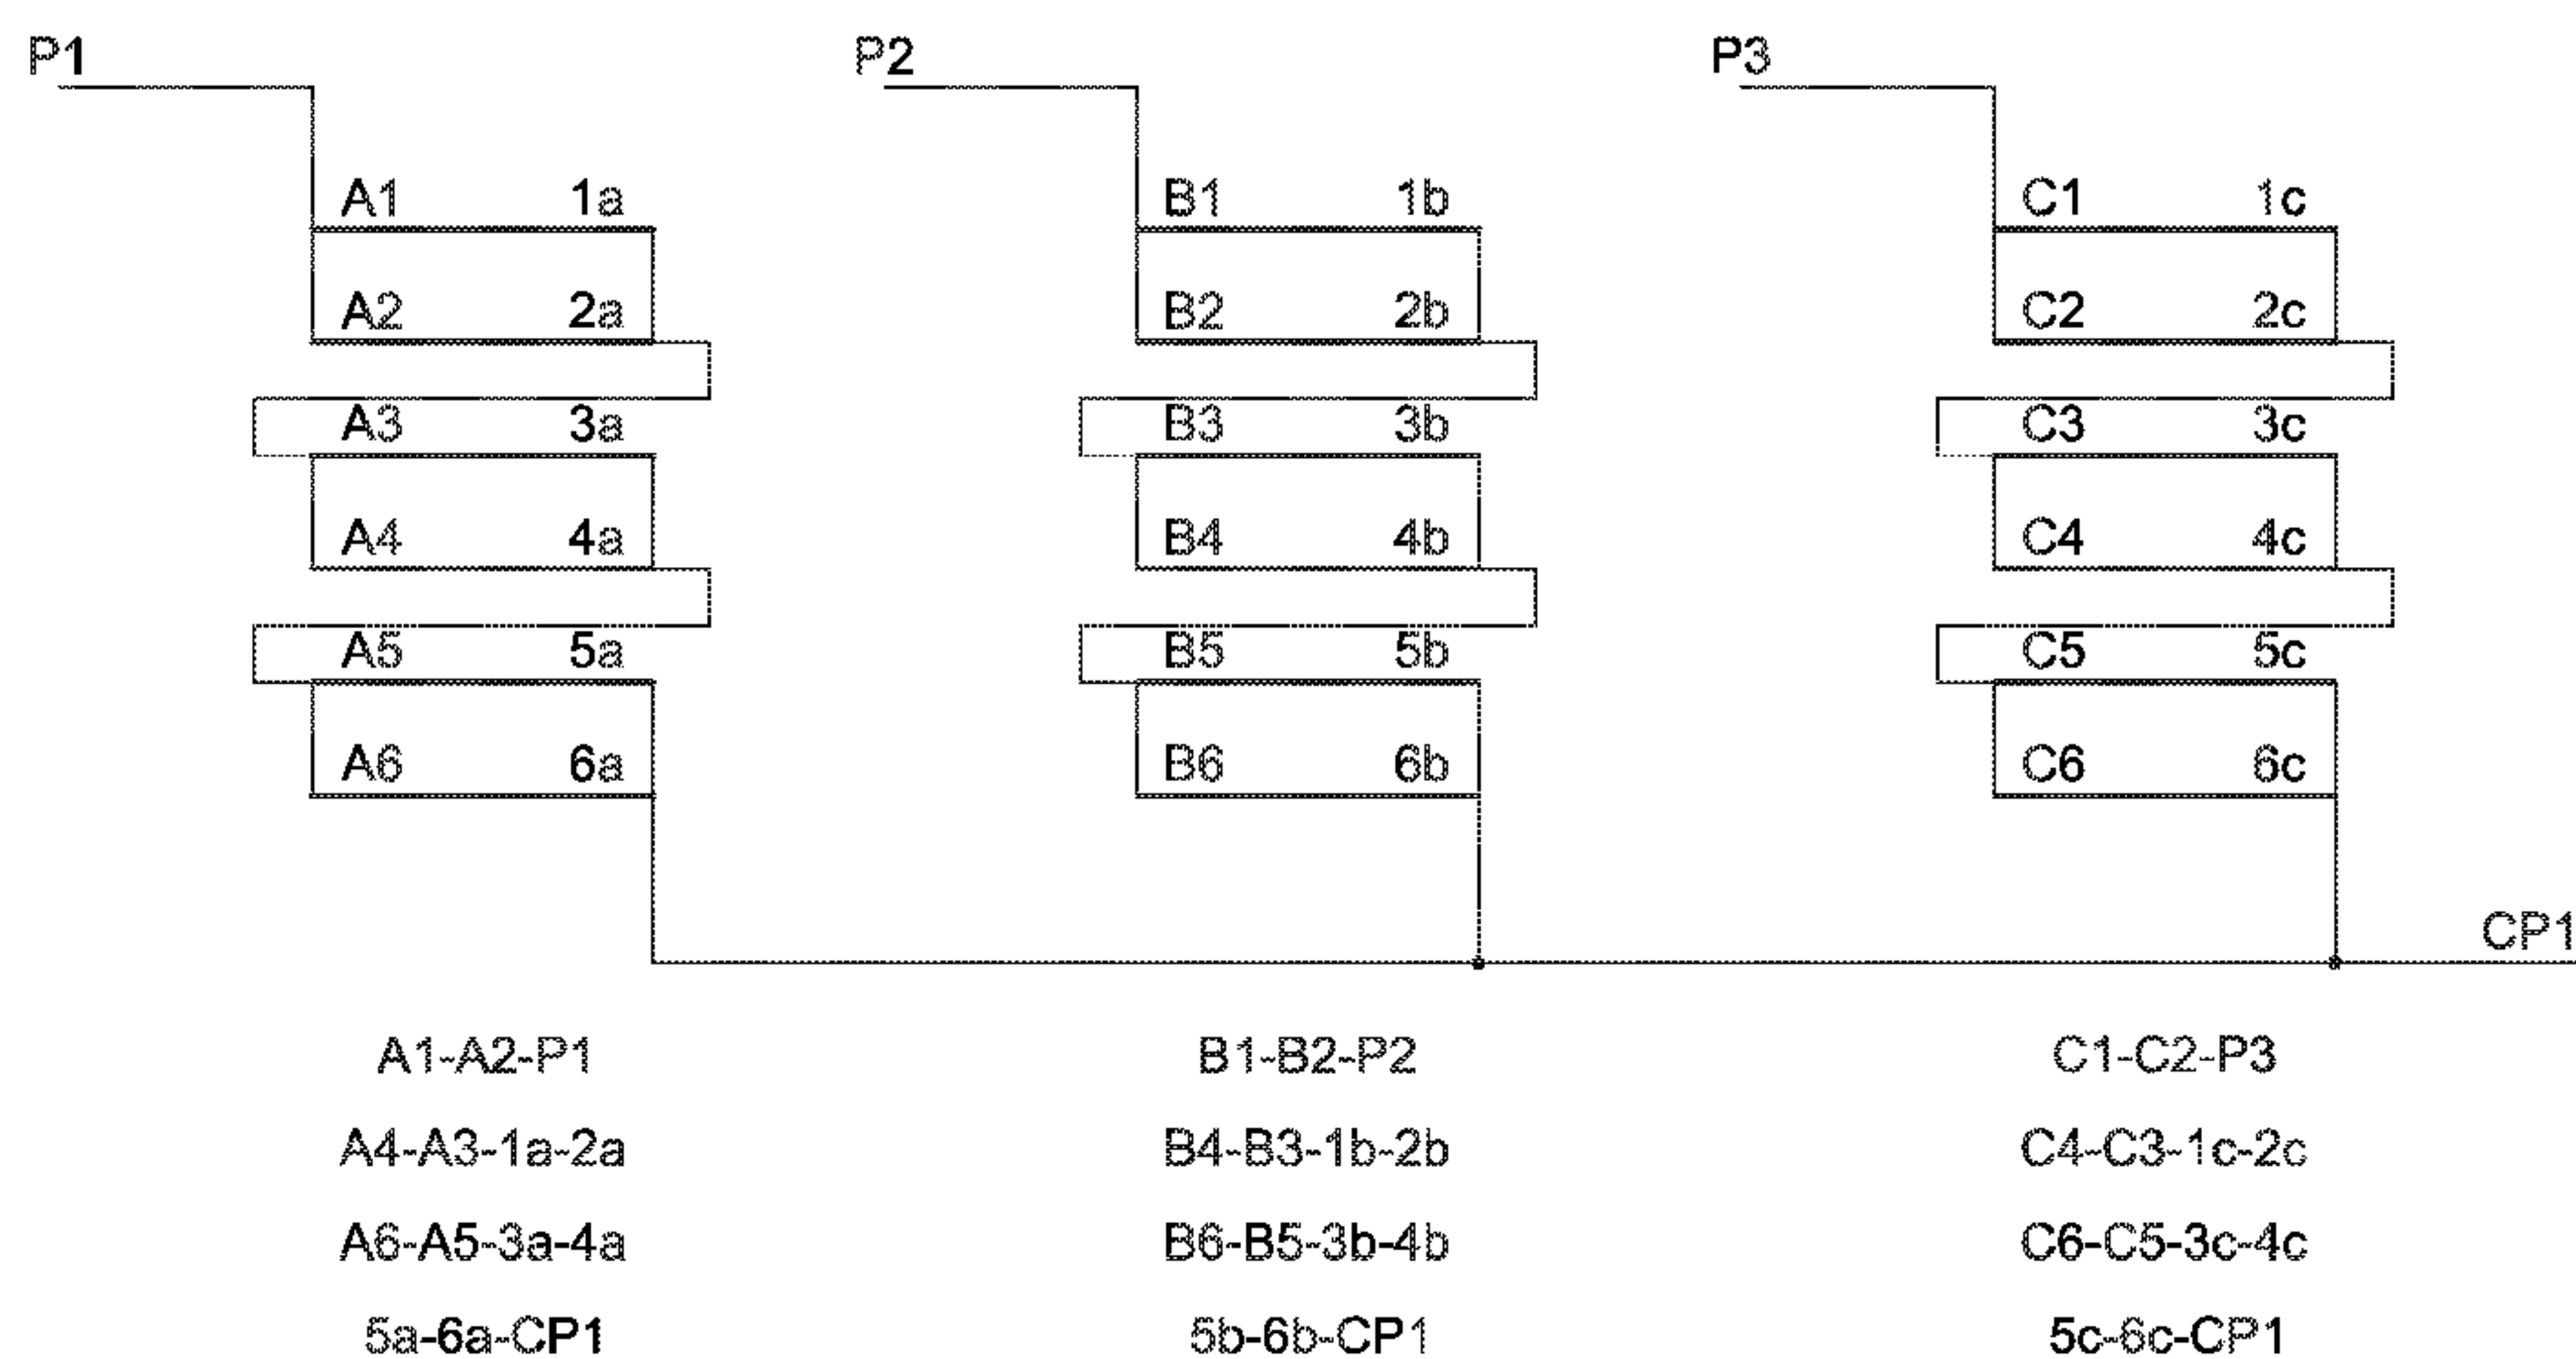 P1 P2 P3
A1 1a B1 1b C1 1c
A2 2a B2 2b C2 2c
A3 3a B3 3b C3 3c
A4 4a B4 4b C4 4c
A5 5a B5 5b C5 5c
A6 6a B6 6b C6 6c
CP1
A1-A2-P1 B1-B2-P2 C1-C2-P3
A4-A3-1a-2a B4-B3-1b-2b C4-C3-1c-2c
A6-A5-3a-4a B6-B5-3b-4b C6-C5-3c-4c
5a-6a-CP1 5b-6b-CP1 5c-6c-CP1